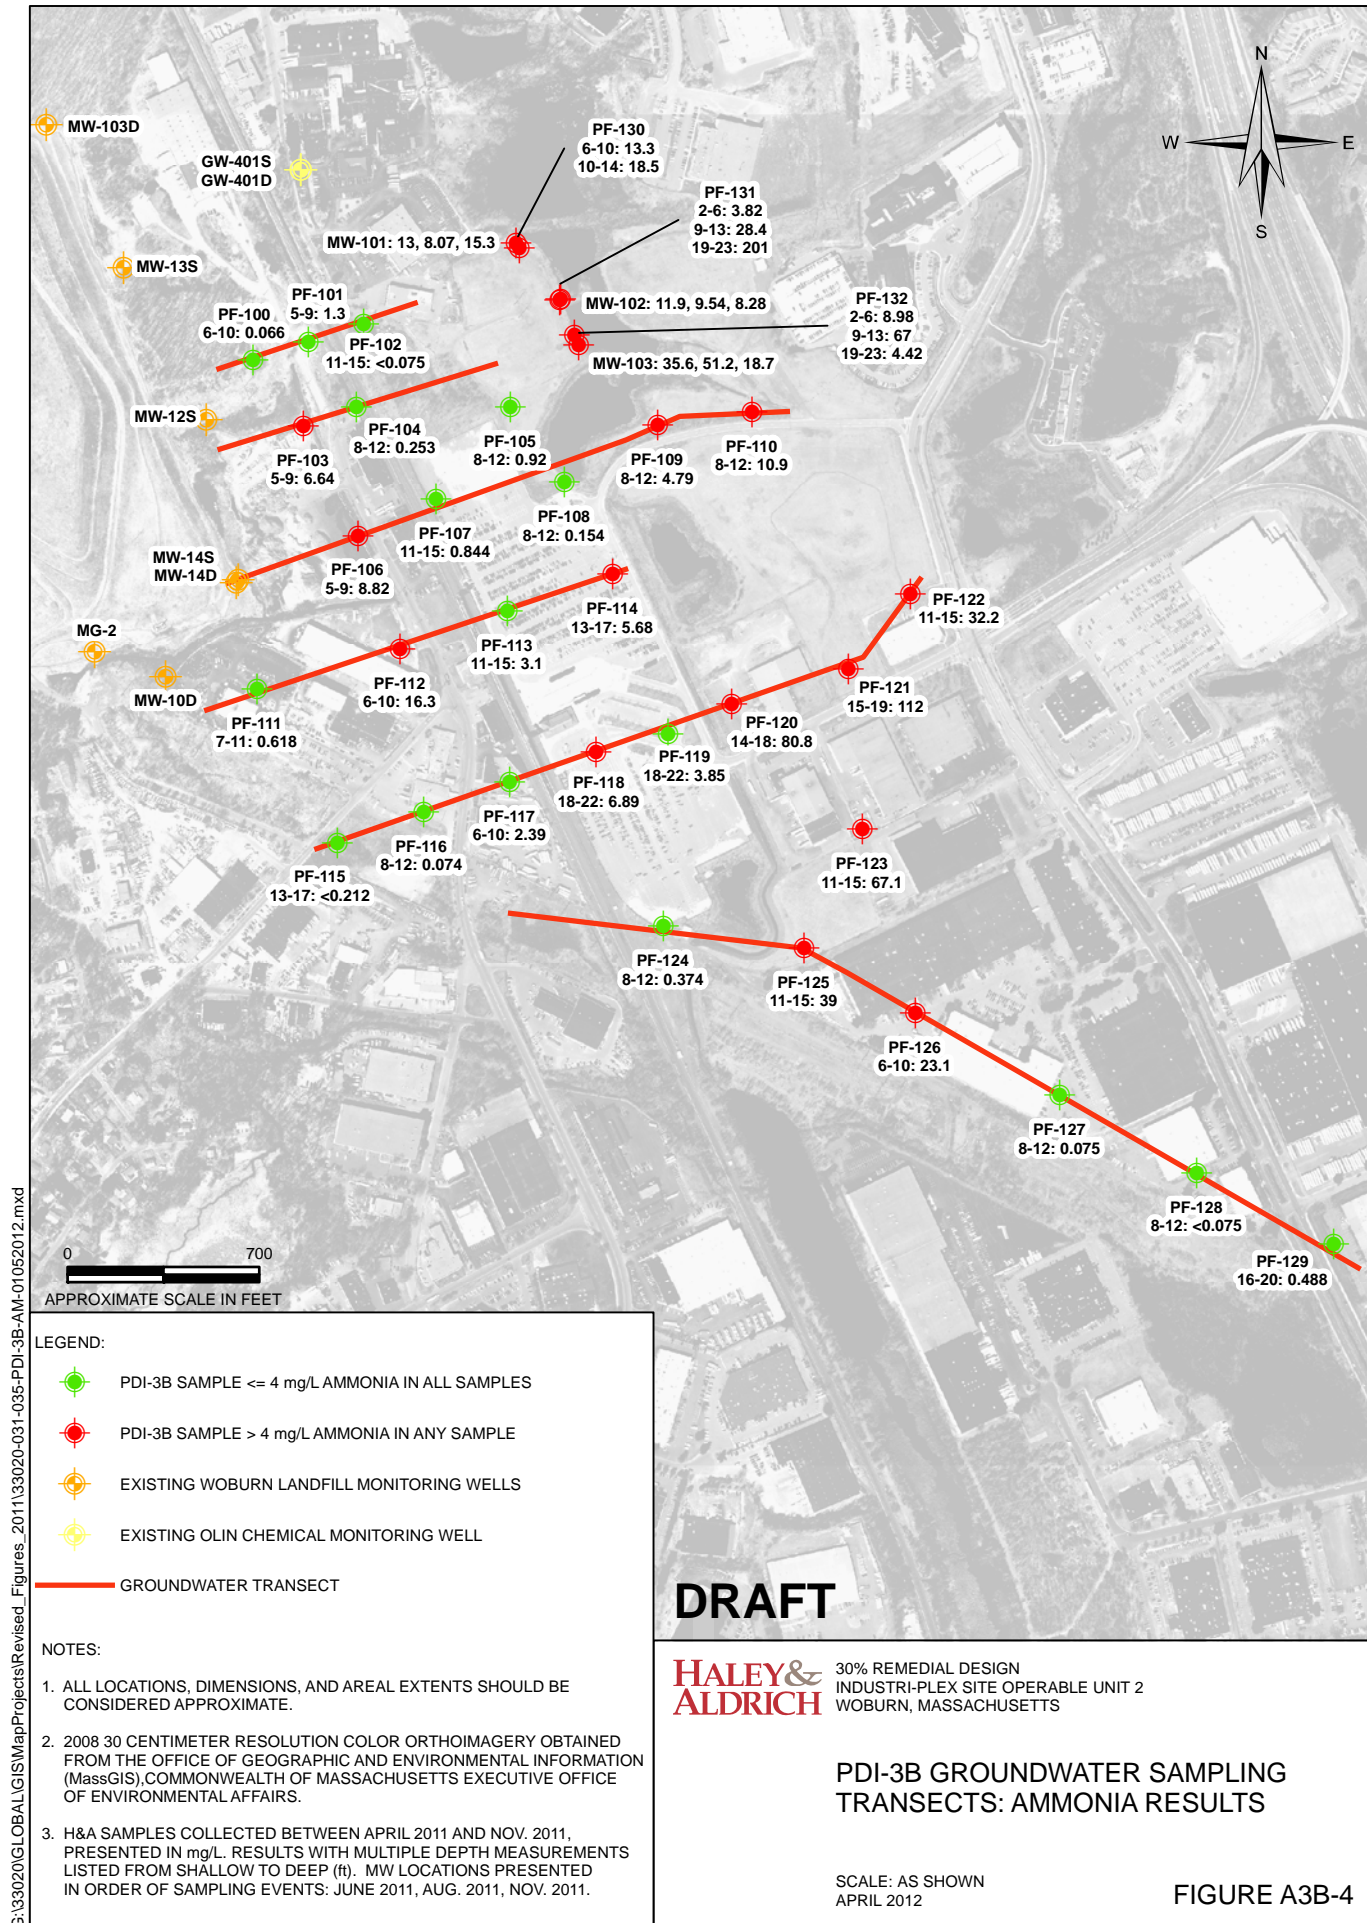 N
W
E
S
MW-103D
GW-401S
GW-401D
PF-130
6-10: 13.3
10-14: 18.5
PF-131
2-6: 3.82
9-13: 28.4
19-23: 201
MW-101: 13, 8.07, 15.3
MW-13S
MW-102: 11.9, 9.54, 8.28
PF-132
2-6: 8.98
9-13: 67
19-23: 4.42
PF-101
5-9: 1.3
PF-100
6-10: 0.066
PF-102
11-15: <0.075
MW-103: 35.6, 51.2, 18.7
MW-12S
PF-104
8-12: 0.253
PF-103
5-9: 6.64
PF-105
8-12: 0.92
PF-109
8-12: 4.79
PF-110
8-12: 10.9
PF-108
8-12: 0.154
PF-107
11-15: 0.844
PF-106
5-9: 8.82
MW-14S
MW-14D
PF-114
13-17: 5.68
PF-122
11-15: 32.2
MG-2
PF-113
11-15: 3.1
MW-10D
PF-112
6-10: 16.3
PF-111
7-11: 0.618
PF-121
15-19: 112
PF-120
14-18: 80.8
PF-119
18-22: 3.85
PF-118
18-22: 6.89
PF-117
6-10: 2.39
PF-116
8-12: 0.074
PF-115
13-17: <0.212
PF-123
11-15: 67.1
PF-124
8-12: 0.374
PF-125
11-15: 39
PF-126
6-10: 23.1
PF-127
8-12: 0.075
PF-128
8-12: <0.075
PF-129
16-20: 0.488
0 700
APPROXIMATE SCALE IN FEET
G:\33020\GLOBAL\GIS\MapProjects\Revised_Figures_2011\33020-031-035-PDI-3B-AM-01052012.mxd
LEGEND:
PDI-3B SAMPLE <= 4 mg/L AMMONIA IN ALL SAMPLES
PDI-3B SAMPLE > 4 mg/L AMMONIA IN ANY SAMPLE
EXISTING WOBURN LANDFILL MONITORING WELLS
EXISTING OLIN CHEMICAL MONITORING WELL
GROUNDWATER TRANSECT
NOTES:
1. ALL LOCATIONS, DIMENSIONS, AND AREAL EXTENTS SHOULD BE
CONSIDERED APPROXIMATE.
2. 2008 30 CENTIMETER RESOLUTION COLOR ORTHOIMAGERY OBTAINED
FROM THE OFFICE OF GEOGRAPHIC AND ENVIRONMENTAL INFORMATION
(MassGIS),COMMONWEALTH OF MASSACHUSETTS EXECUTIVE OFFICE
OF ENVIRONMENTAL AFFAIRS.
3. H&A SAMPLES COLLECTED BETWEEN APRIL 2011 AND NOV. 2011,
PRESENTED IN mg/L. RESULTS WITH MULTIPLE DEPTH MEASUREMENTS
LISTED FROM SHALLOW TO DEEP (ft). MW LOCATIONS PRESENTED
IN ORDER OF SAMPLING EVENTS: JUNE 2011, AUG. 2011, NOV. 2011.
DRAFT
HALEY&
ALDRICH
30% REMEDIAL DESIGN
INDUSTRI-PLEX SITE OPERABLE UNIT 2
WOBURN, MASSACHUSETTS
PDI-3B GROUNDWATER SAMPLING
TRANSECTS: AMMONIA RESULTS
SCALE: AS SHOWN
APRIL 2012
FIGURE A3B-4